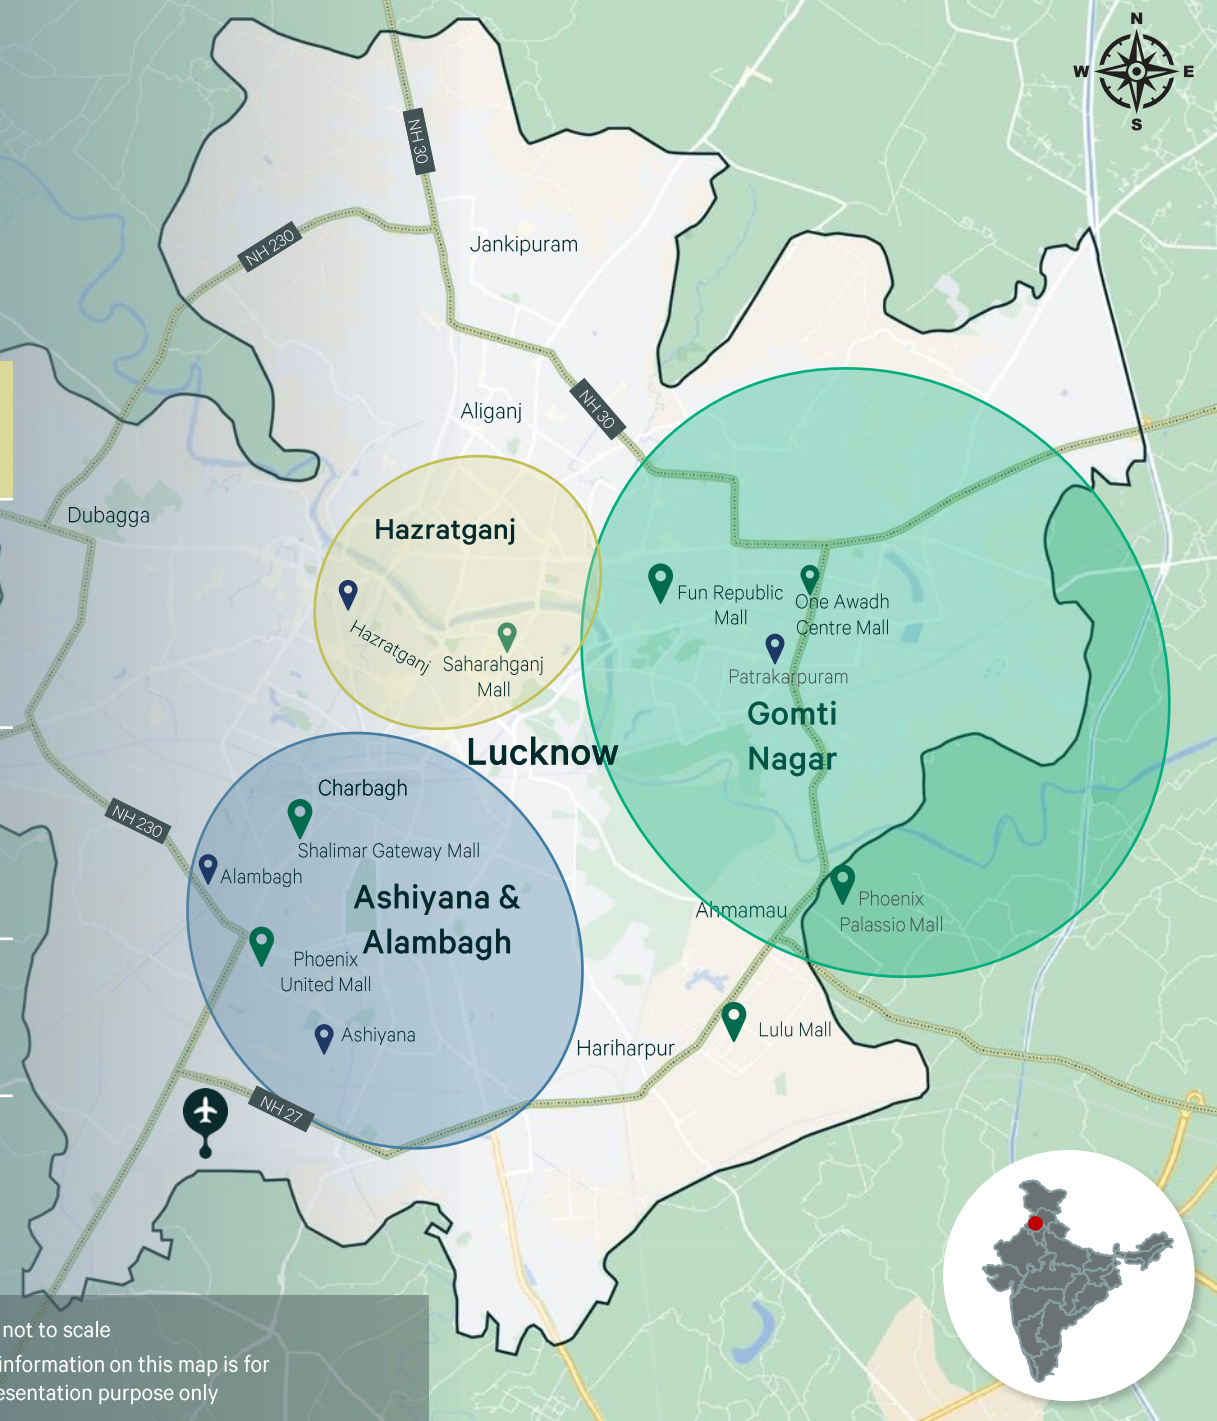 N
W E
S
NH 30
NH 230
Jankipuram
NH 30
Aliganj
Dubagga
Hazratganj
Hazratganj
Saharahganj
Mall
Fun Republic
Mall
One Awadh
Centre Mall
Patrakarpuram
Gomti
Nagar
Lucknow
Charbagh
Shalimar Gateway Mall
NH 230
Alambagh
Ashiyana &
Alambagh
Phoenix
United Mall
Ashiyana
Phoenix
Palassio Mall
Ahmamau
Lulu Mall
Hariharpur
NH 27
not to scale
information on this map is for
esentation purpose only